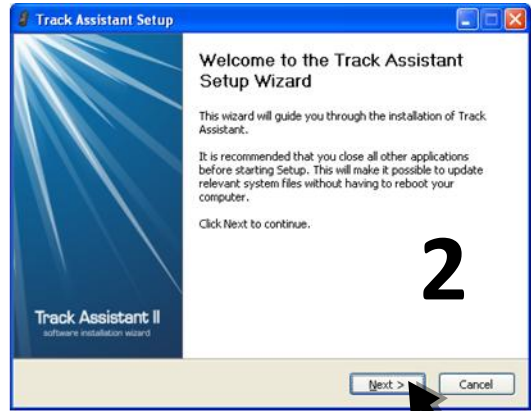 Track Assistant Setup
Welcome to the Track Assistant
Setup Wizard
This wizard will guide you through the installation of Track
Assistant.
It is recommended that you close all other applications
before starting Setup. This will make it possible to update
relevant system files without having to reboot your
computer.
Click Next to continue.
2
Track Assistant II
software installation wizard
Next >
Cancel